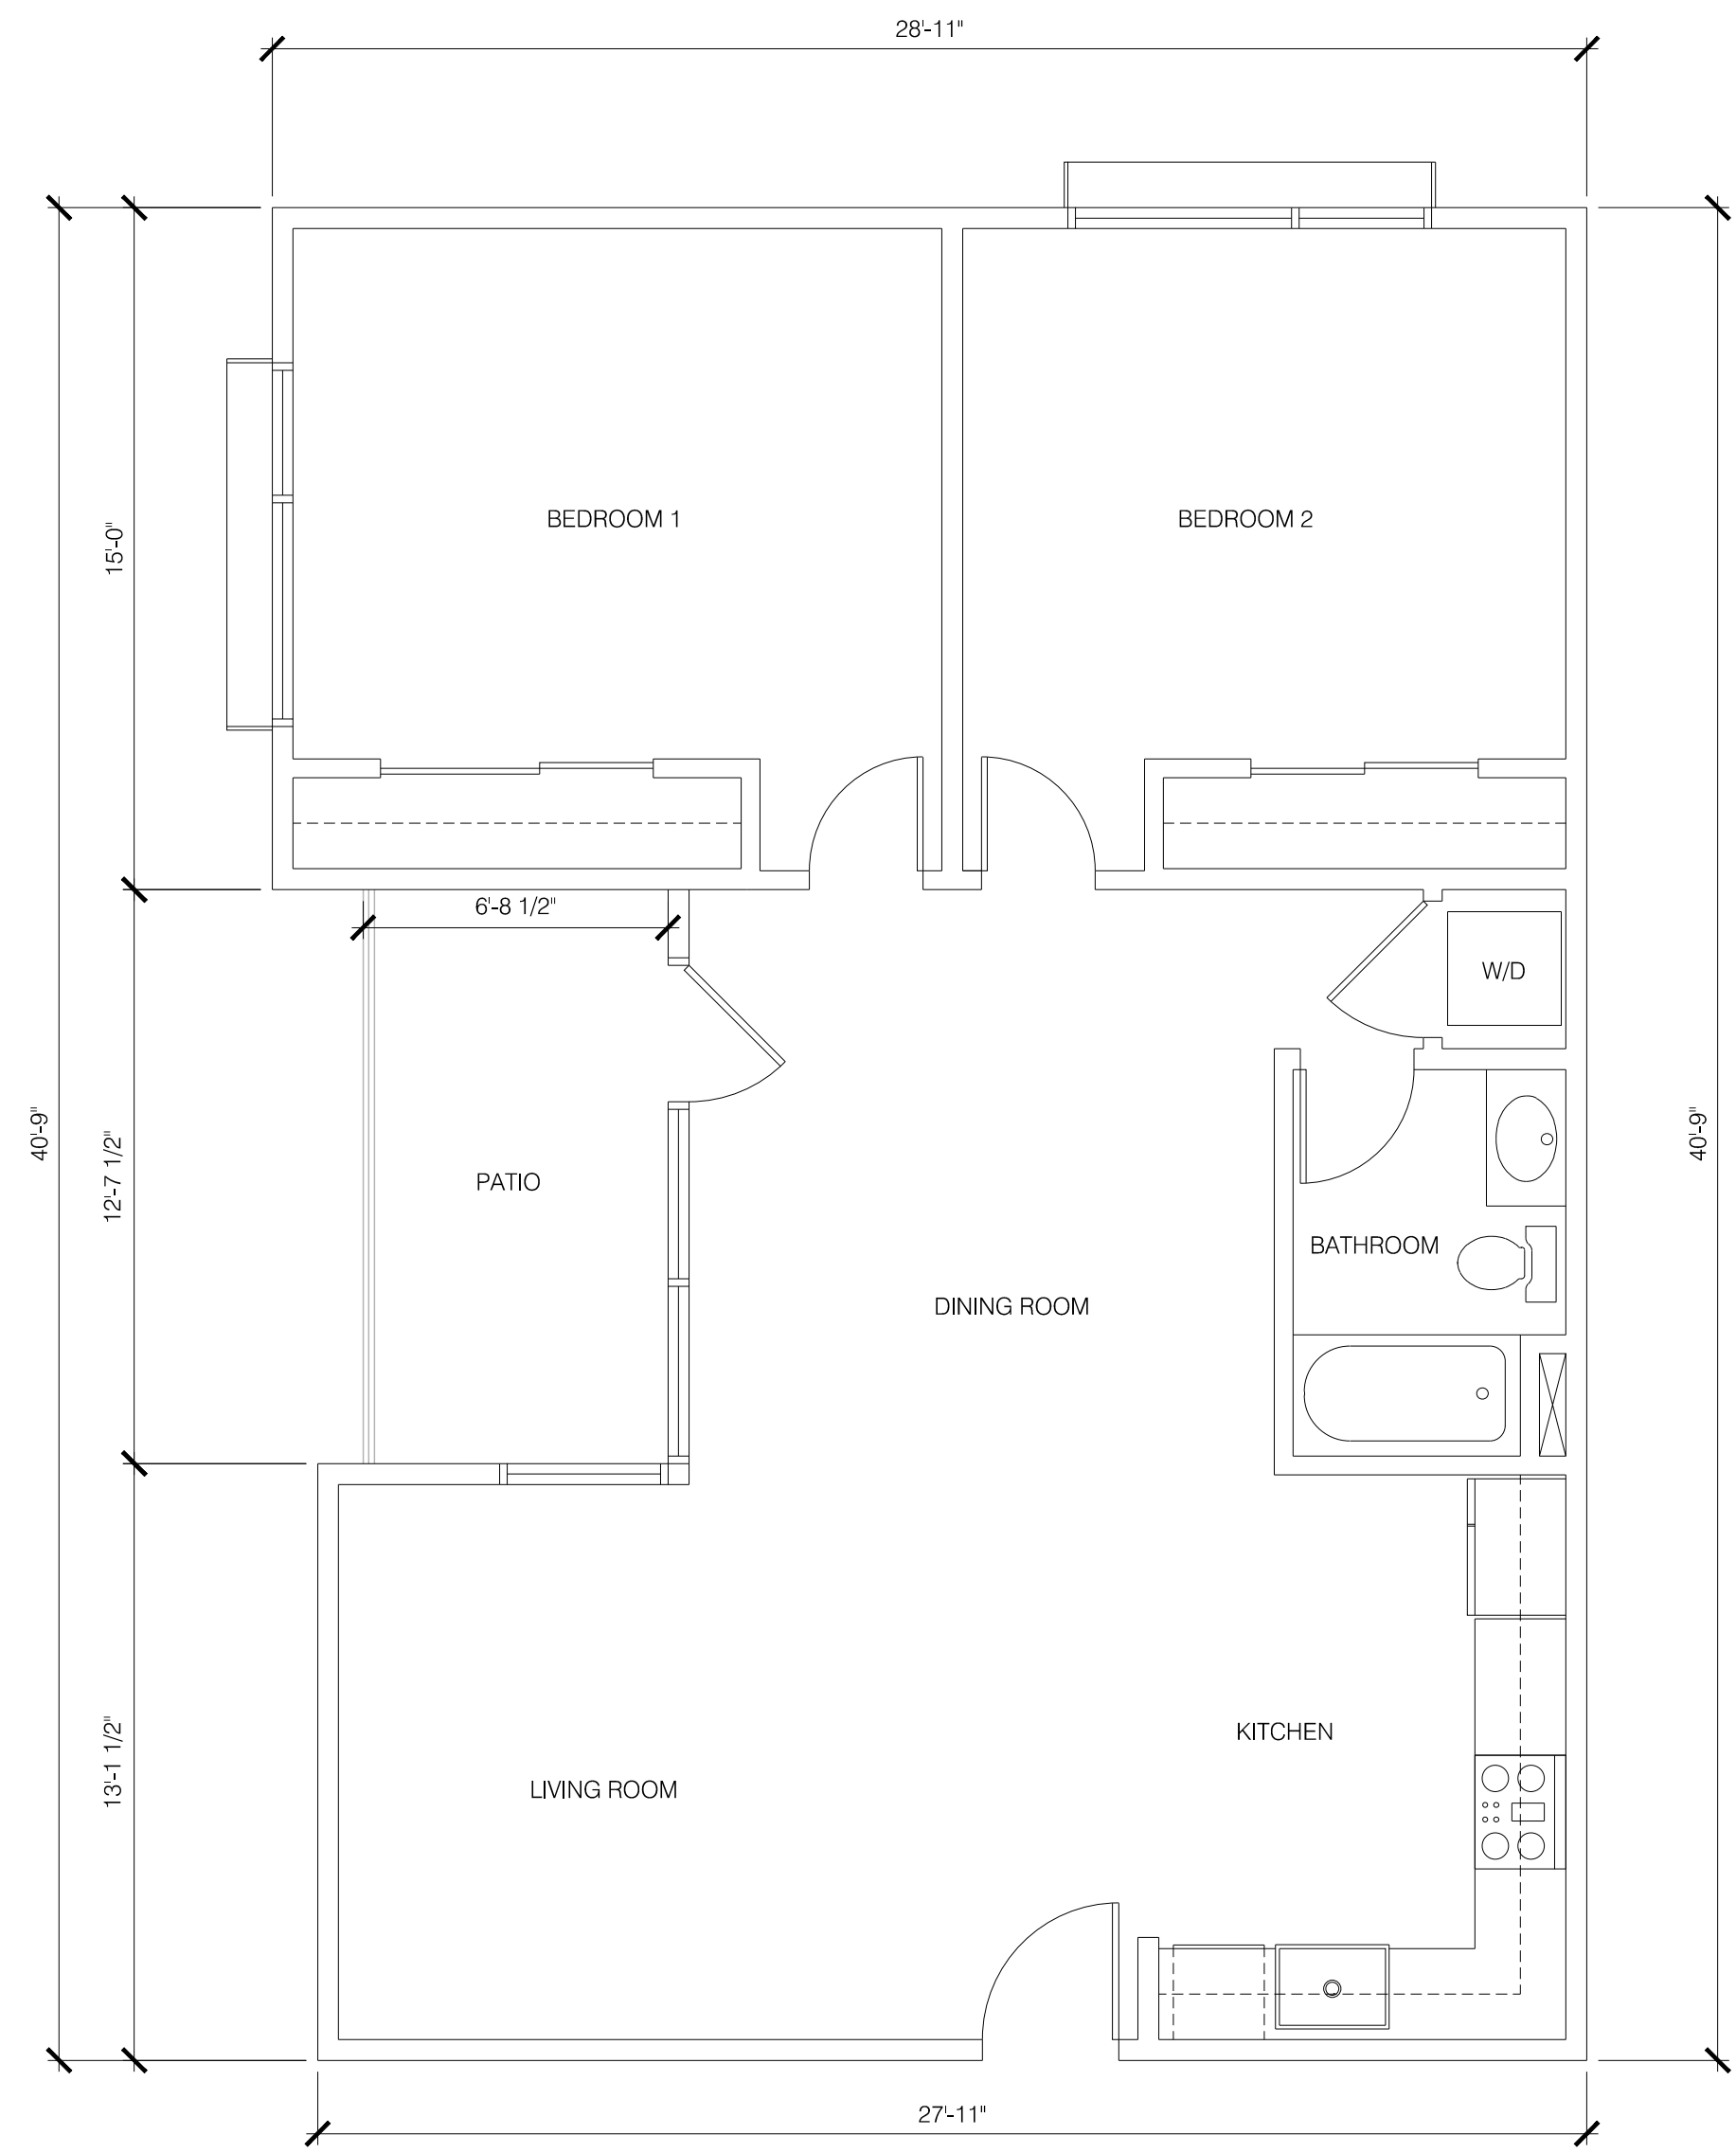 28'-11"
BEDROOM 1
BEDROOM 2
15'-0"
6'-8 1/2"
W/D
40'-9"
12'-7 1/2"
40'-9"
PATIO
BATHROOM
DINING ROOM
KITCHEN
13'-1 1/2"
LIVING ROOM
27'-11"